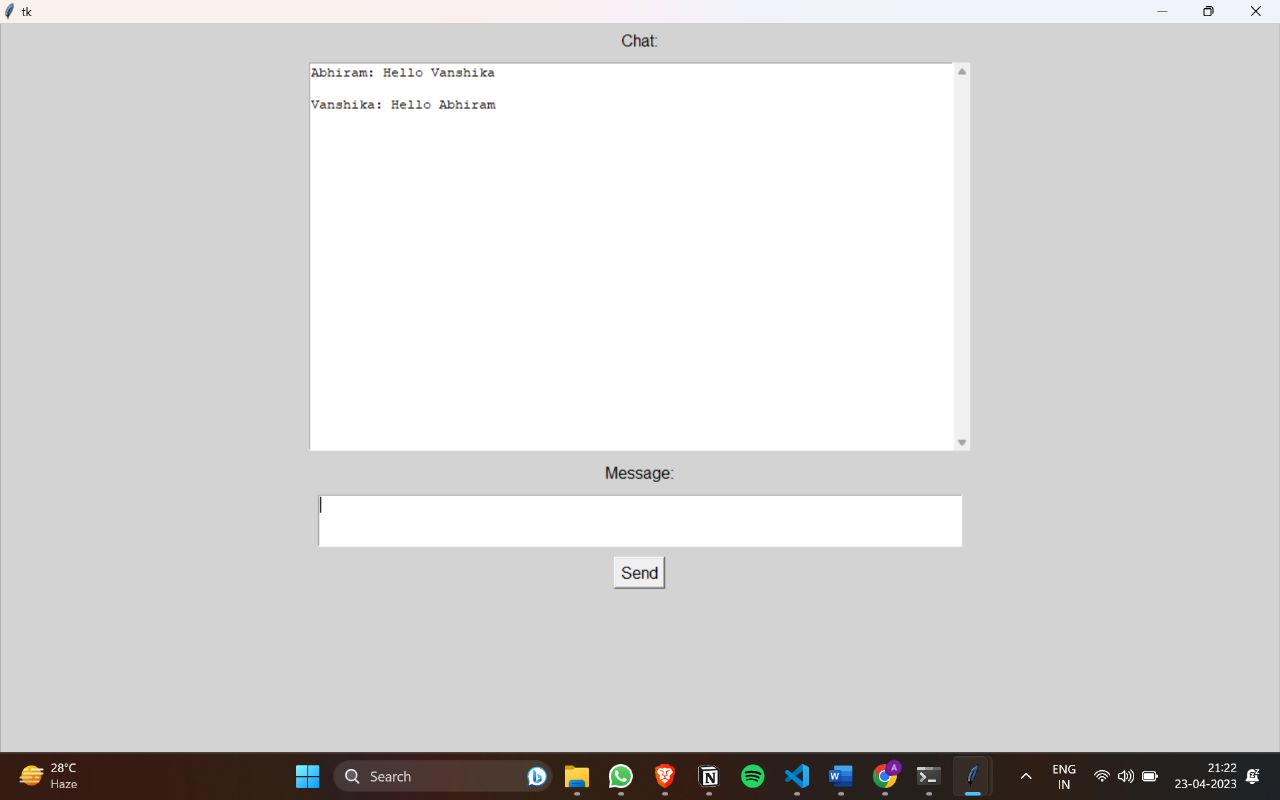 tk
Chat:
Abhiram: Hello Vanshika
Vanshika: Hello Abhiram
Message:
Send
28°C
Haze
Search
ENG
IN
21:22
23-04-2023